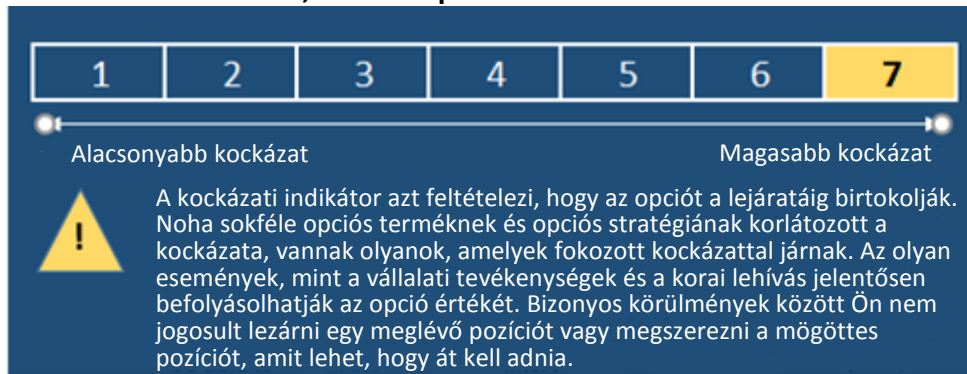 1 2 3 4 5 6 7
Alacsonyabb kockázat Magasabb kockázat
A kockázati indikátor azt feltételezi, hogy az opciót a lejáratáig birtokolják.
! Noha sokféle opciós terméknek és opciós stratégiának korlátozott a
kockázata, vannak olyanok, amelyek fokozott kockázattal járnak. Az olyan
események, mint a vállalati tevékenységek és a korai lehívás jelentősen
befolyásolhatják az opció értékét. Bizonyos körülmények között Ön nem
jogosult lezárni egy meglévő pozíciót vagy megszerezni a mögöttes
pozíciót, amit lehet, hogy át kell adnia.